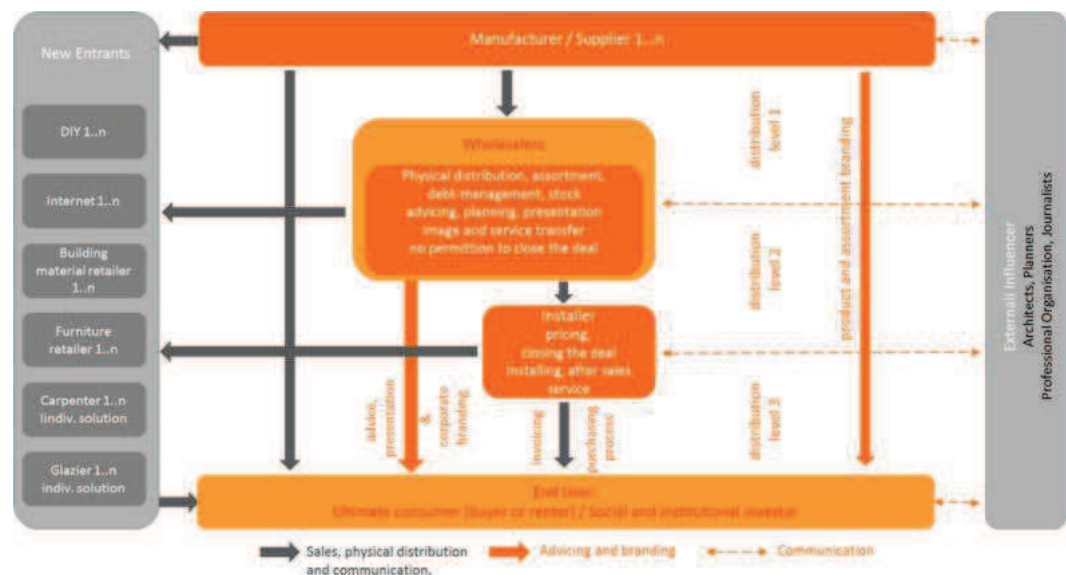 Manufacturer / Supplier 1..n
New Entrants
DIY 1..n
Internet 1..n
Building
material retailer
1..n
Furniture
retailer 1..n
Carpenter 1..n
Iindiv. solution
Glazier 1..n
indiv. solution
Wholesalers
Physical distribution, assortment,
debt-management, stock
advicing, planning, presentation
image and service transfer
no permittion to close the deal
Installer
pricing,
closing the deal
installing, after sales
service
distribution
level 1
distribution
level 2
distribution
level 3
product and assortment branding
advice,
presentation
&
corporate
branding
invoicing
purchasing
process
End User:
Ultimate consumer (buyer or renter) / Social and institutional investor
Externall Influencer
Architects, Planners
Professional Organisation, Journalists
Sales, physical distribution
and communication.
Advicing and branding
Communication